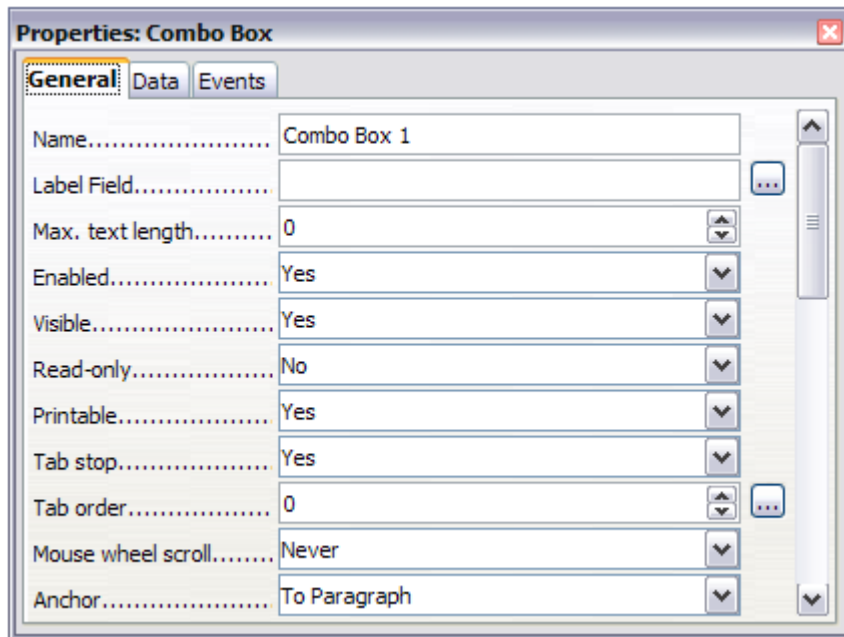 Properties: Combo Box
General Data Events
Name....................... Combo Box 1
Label Field.................. ...
Max. text length.......... 0
Enabled..................... Yes
Visible....................... Yes
Read-only.................. No
Printable.................... Yes
Tab stop.................... Yes
Tab order.................. 0 ...
Mouse wheel scroll........ Never
Anchor...................... To Paragraph